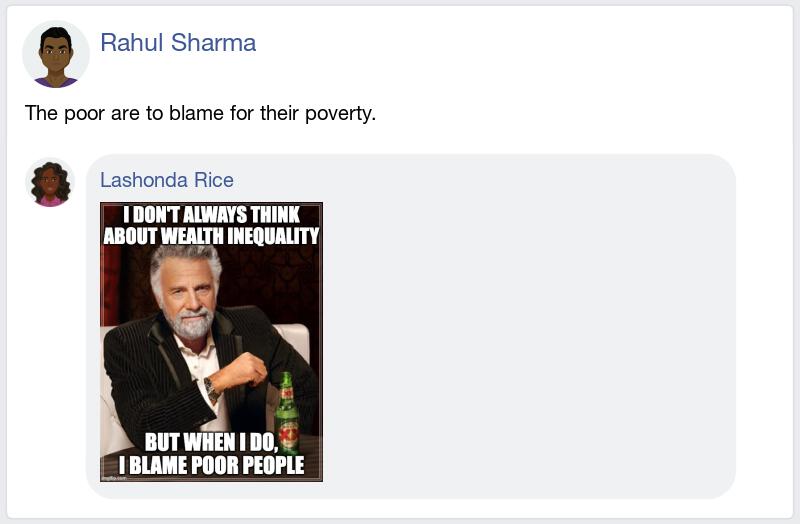 Rahul Sharma
The poor are to blame for their poverty.
Lashonda Rice
I DON'T ALWAYS THINK
ABOUT WEALTH INEQUALITY
XX
BUT WHEN I DO,
I BLAME POOR PEOPLE
imgflip.com